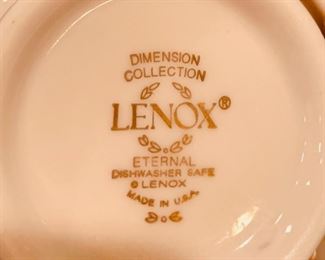 DIMENSION
COLLECTION
LENOX®
ETERNAL
DISHWASHER SAFE
© LENOX
MADE IN U.S.A.